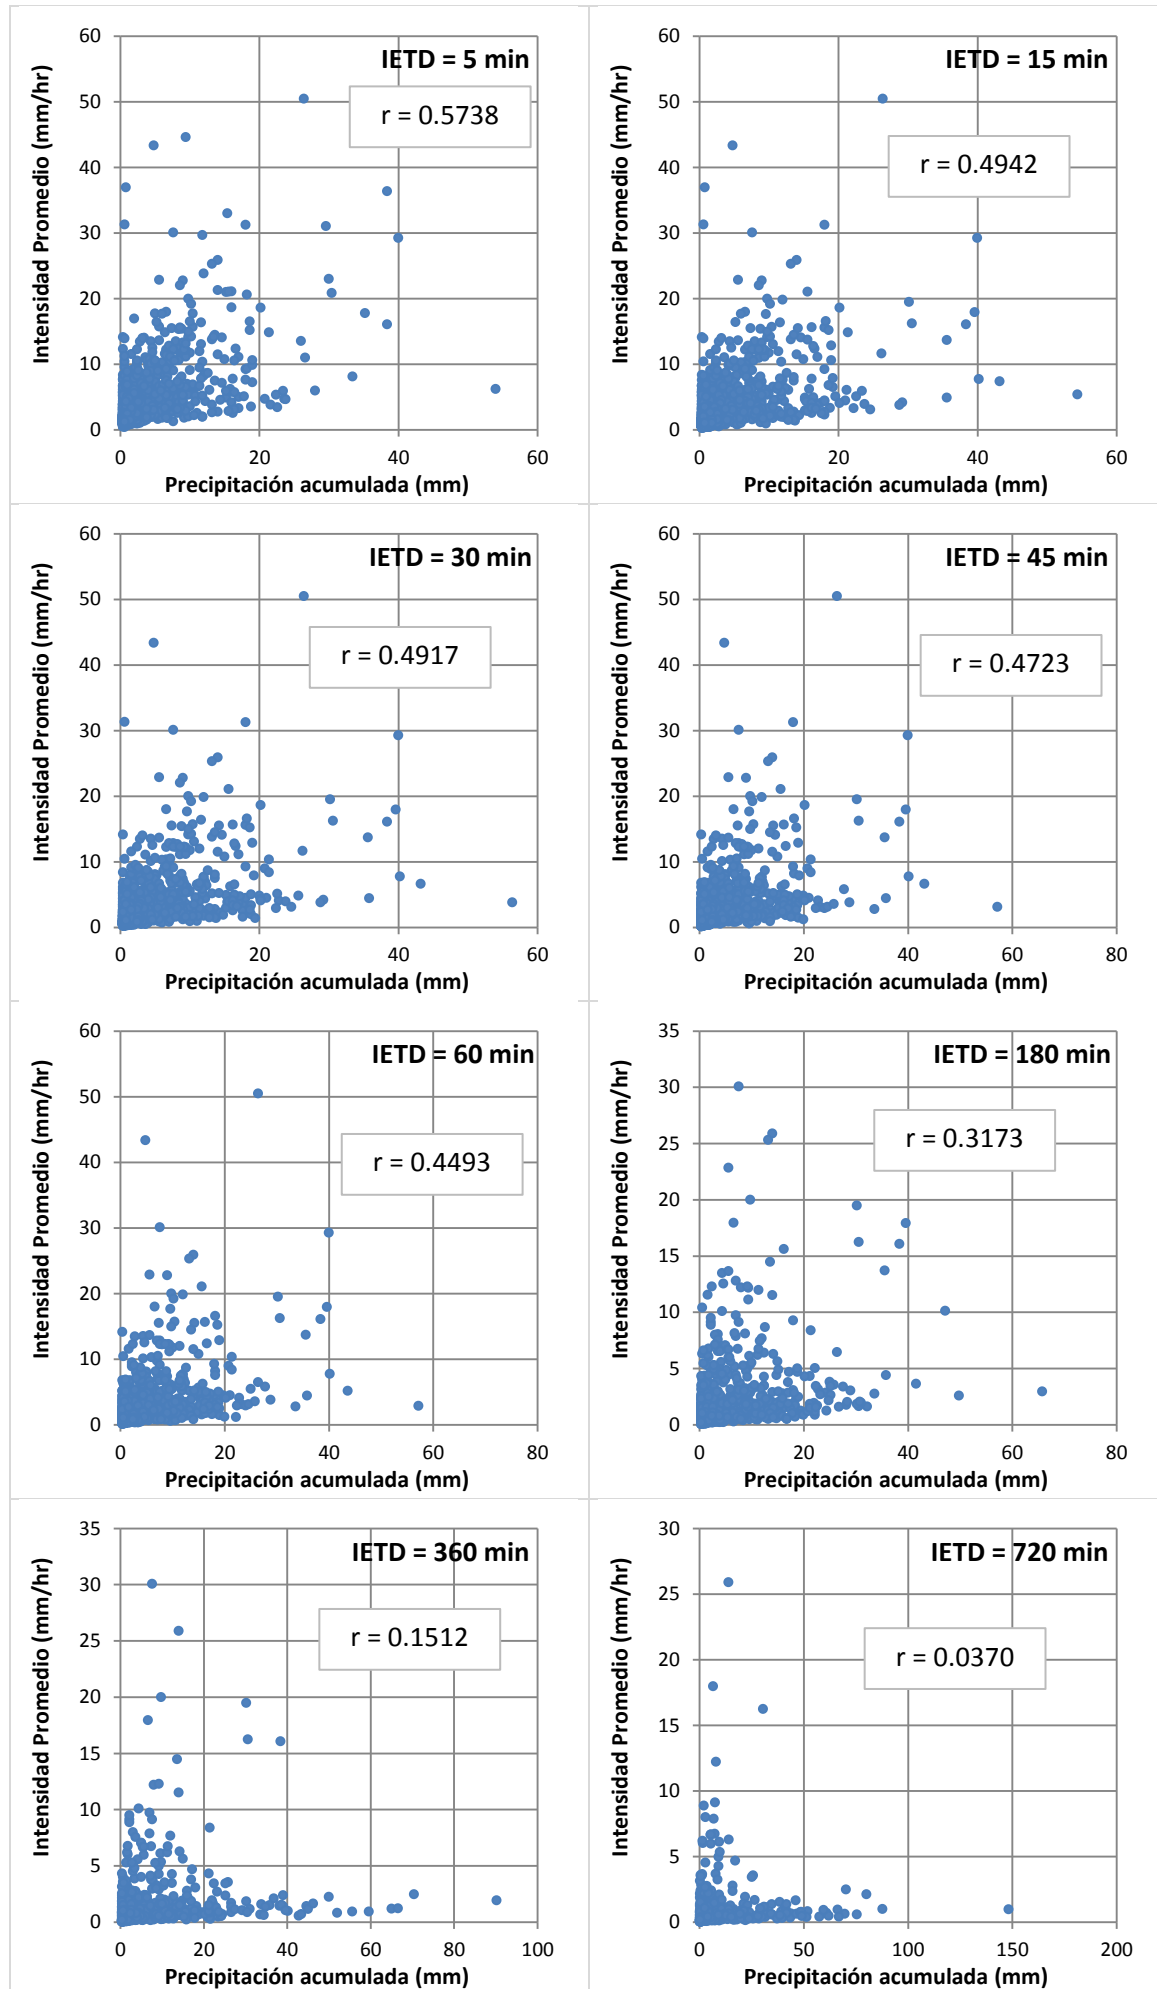 IETD = 5 min
r = 0.5738
Intensidad Promedio (mm/hr)
60
50
40
30
20
10
0
0 20 40 60
Precipitación acumulada (mm)
IETD = 15 min
r = 0.4942
Intensidad Promedio (mm/hr)
60
50
40
30
20
10
0
0 20 40 60
Precipitación acumulada (mm)
IETD = 30 min
r = 0.4917
Intensidad Promedio (mm/hr)
60
50
40
30
20
10
0
0 20 40 60
Precipitación acumulada (mm)
IETD = 45 min
r = 0.4723
Intensidad Promedio (mm/hr)
60
50
40
30
20
10
0
0 20 40 60 80
Precipitación acumulada (mm)
IETD = 60 min
r = 0.4493
Intensidad Promedio (mm/hr)
60
50
40
30
20
10
0
0 20 40 60 80
Precipitación acumulada (mm)
IETD = 180 min
r = 0.3173
Intensidad Promedio (mm/hr)
35
30
25
20
15
10
5
0
0 20 40 60 80
Precipitación acumulada (mm)
IETD = 360 min
r = 0.1512
Intensidad Promedio (mm/hr)
35
30
25
20
15
10
5
0
0 20 40 60 80 100
Precipitación acumulada (mm)
IETD = 720 min
r = 0.0370
Intensidad Promedio (mm/hr)
30
25
20
15
10
5
0
0 50 100 150 200
Precipitación acumulada (mm)